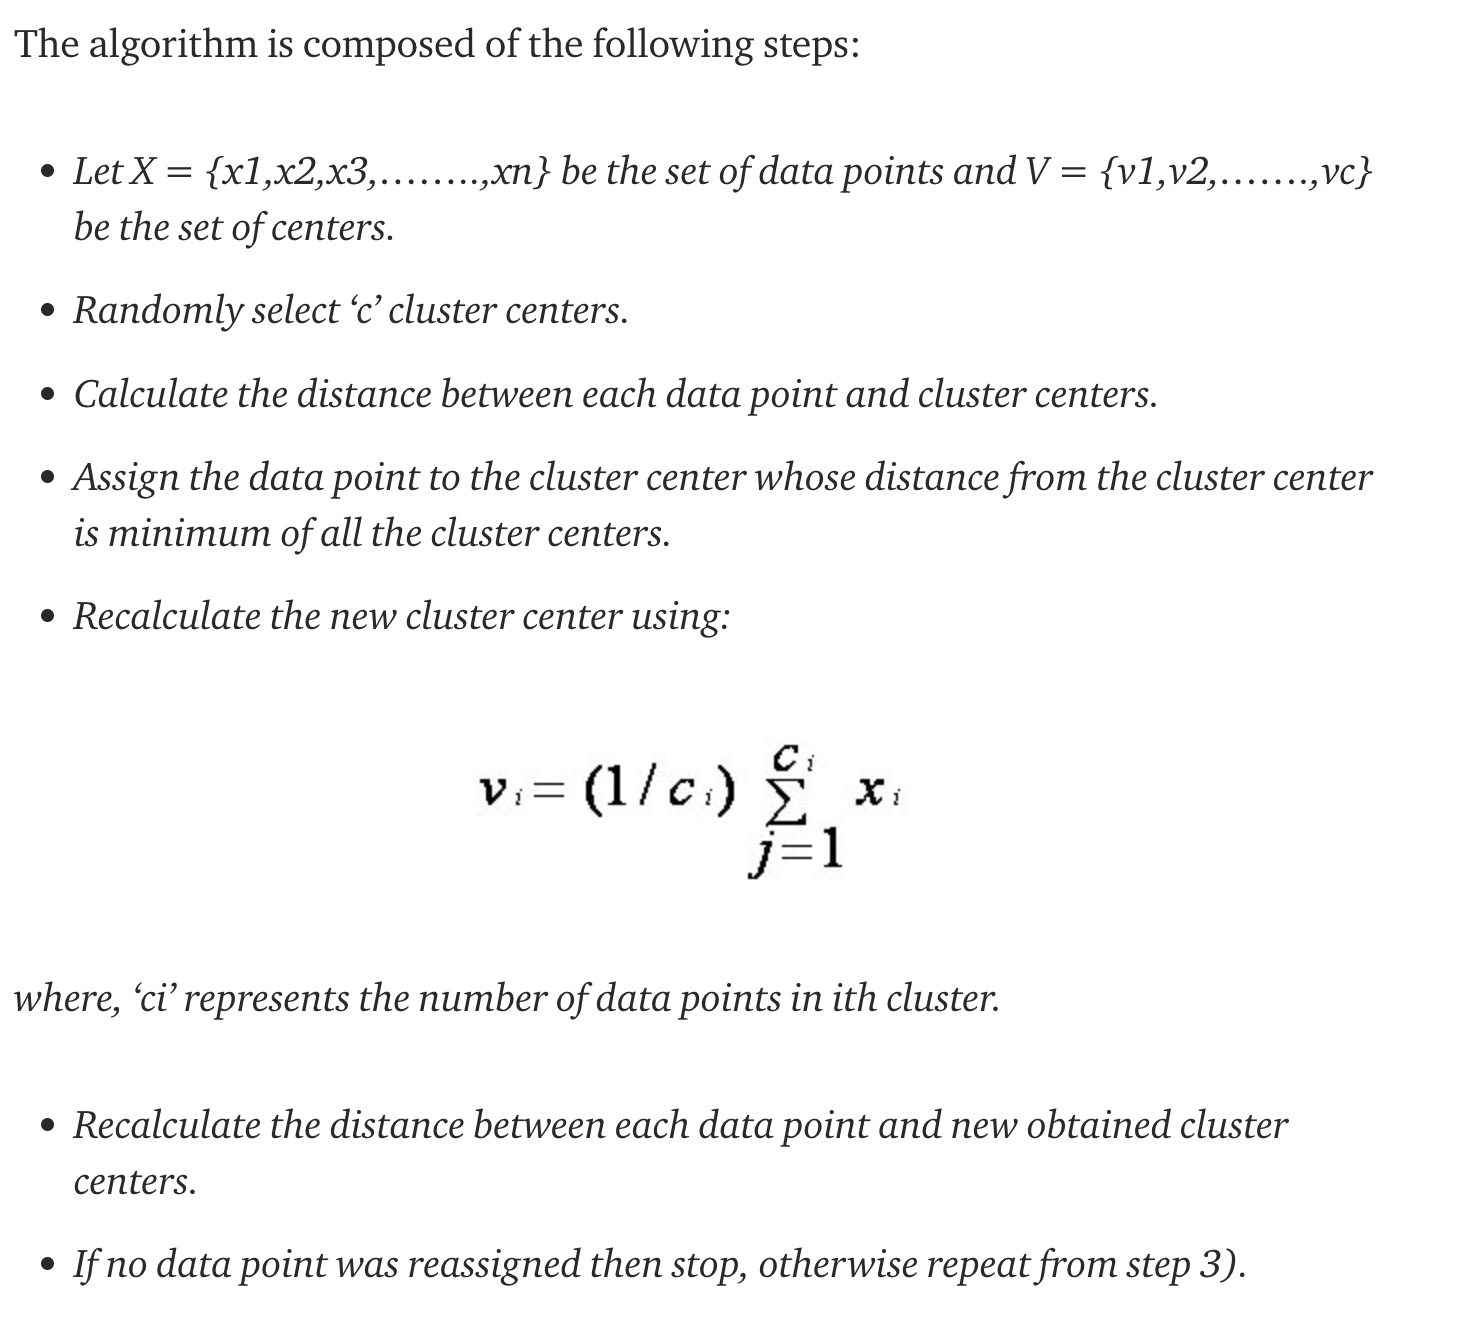 The algorithm is composed of the following steps:
• Let X = {x1,x2,x3,……..,xn} be the set of data points and V = {v1,v2,…….,vc}
be the set of centers.
• Randomly select ‘c’ cluster centers.
• Calculate the distance between each data point and cluster centers.
• Assign the data point to the cluster center whose distance from the cluster center
is minimum of all the cluster centers.
• Recalculate the new cluster center using:
v_i = (1/c_i) ∑_{j=1}^{c_i} x_i
where, ‘ci’ represents the number of data points in ith cluster.
• Recalculate the distance between each data point and new obtained cluster
centers.
• If no data point was reassigned then stop, otherwise repeat from step 3).